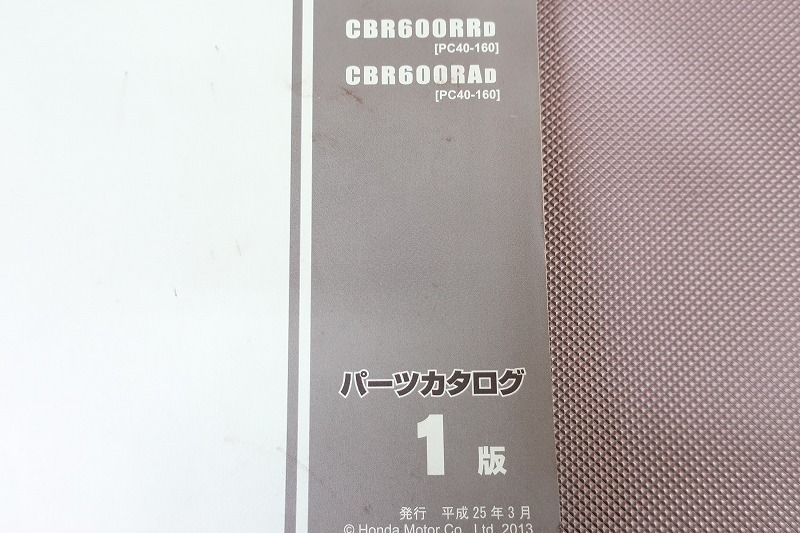 CBR600RRD
[PC40-160]
CBR600RAD
[PC40-160]
パーツカタログ
1 版
発行 平成 25 年 3 月
© Honda Motor Co., Ltd. 2013